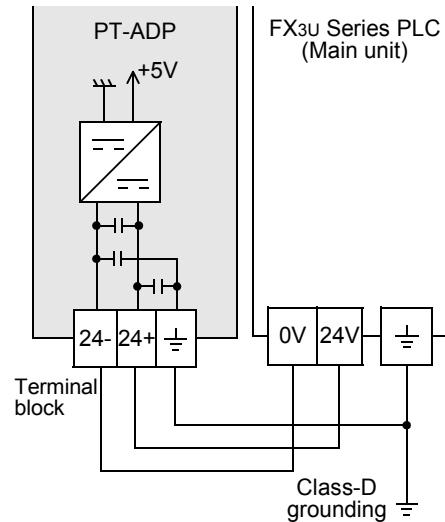 PT-ADP
FX3U Series PLC
(Main unit)
+5V
24-
24+
0V
24V
Terminal
block
Class-D
grounding